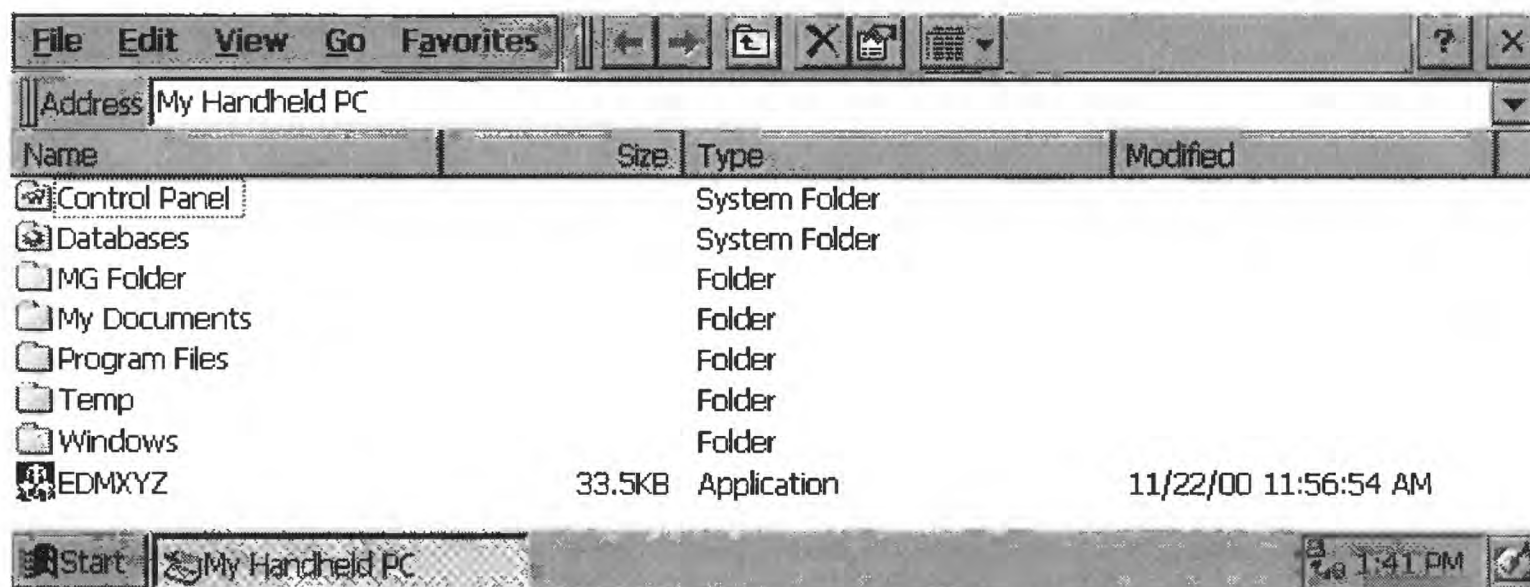 File Edit View Go Favorites ?
Address My Handheld PC
Name Size Type Modified
Control Panel System Folder
Databases System Folder
MG Folder Folder
My Documents Folder
Program Files Folder
Temp Folder
Windows Folder
EDMXYZ 33.5KB Application 11/22/00 11:56:54 AM
Start My Handheld PC 1:41 PM